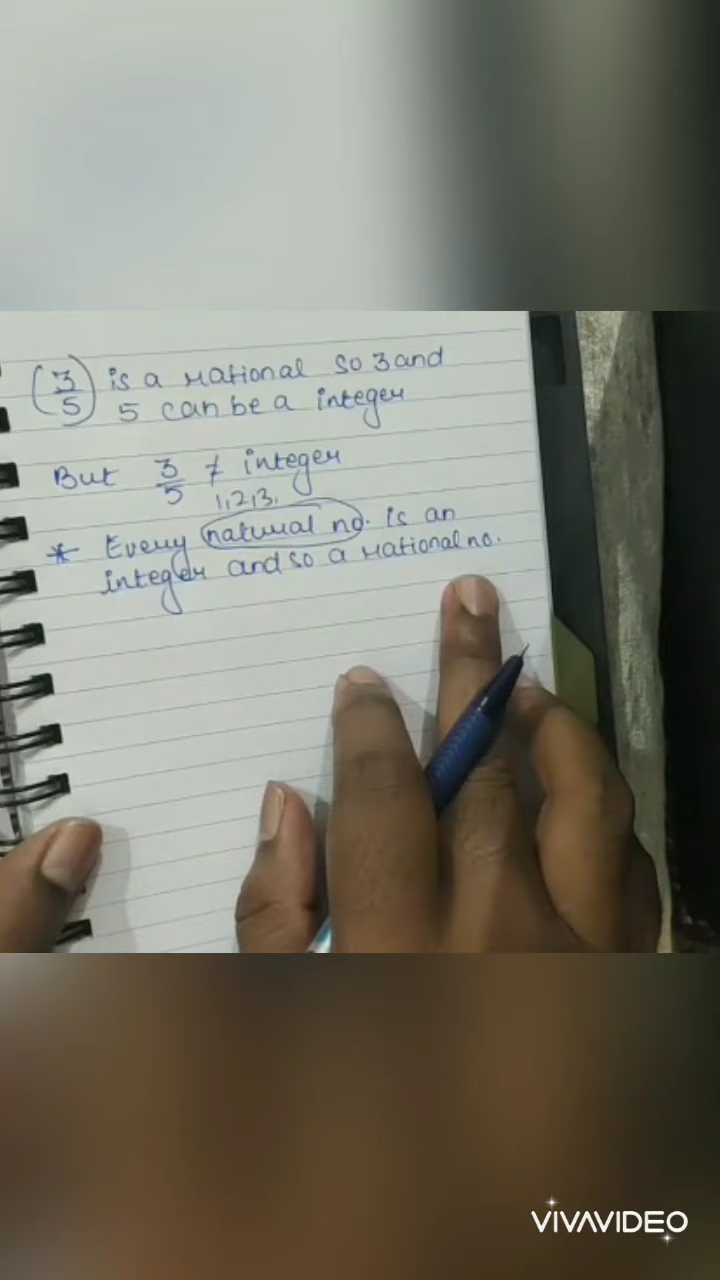 (3/5) is a rational so 3 and
5 can be a integer
But 3/5 ≠ integer
1,2,3,
* Every natural no. is an
integer and so a rational no.
VIVAVIDEO